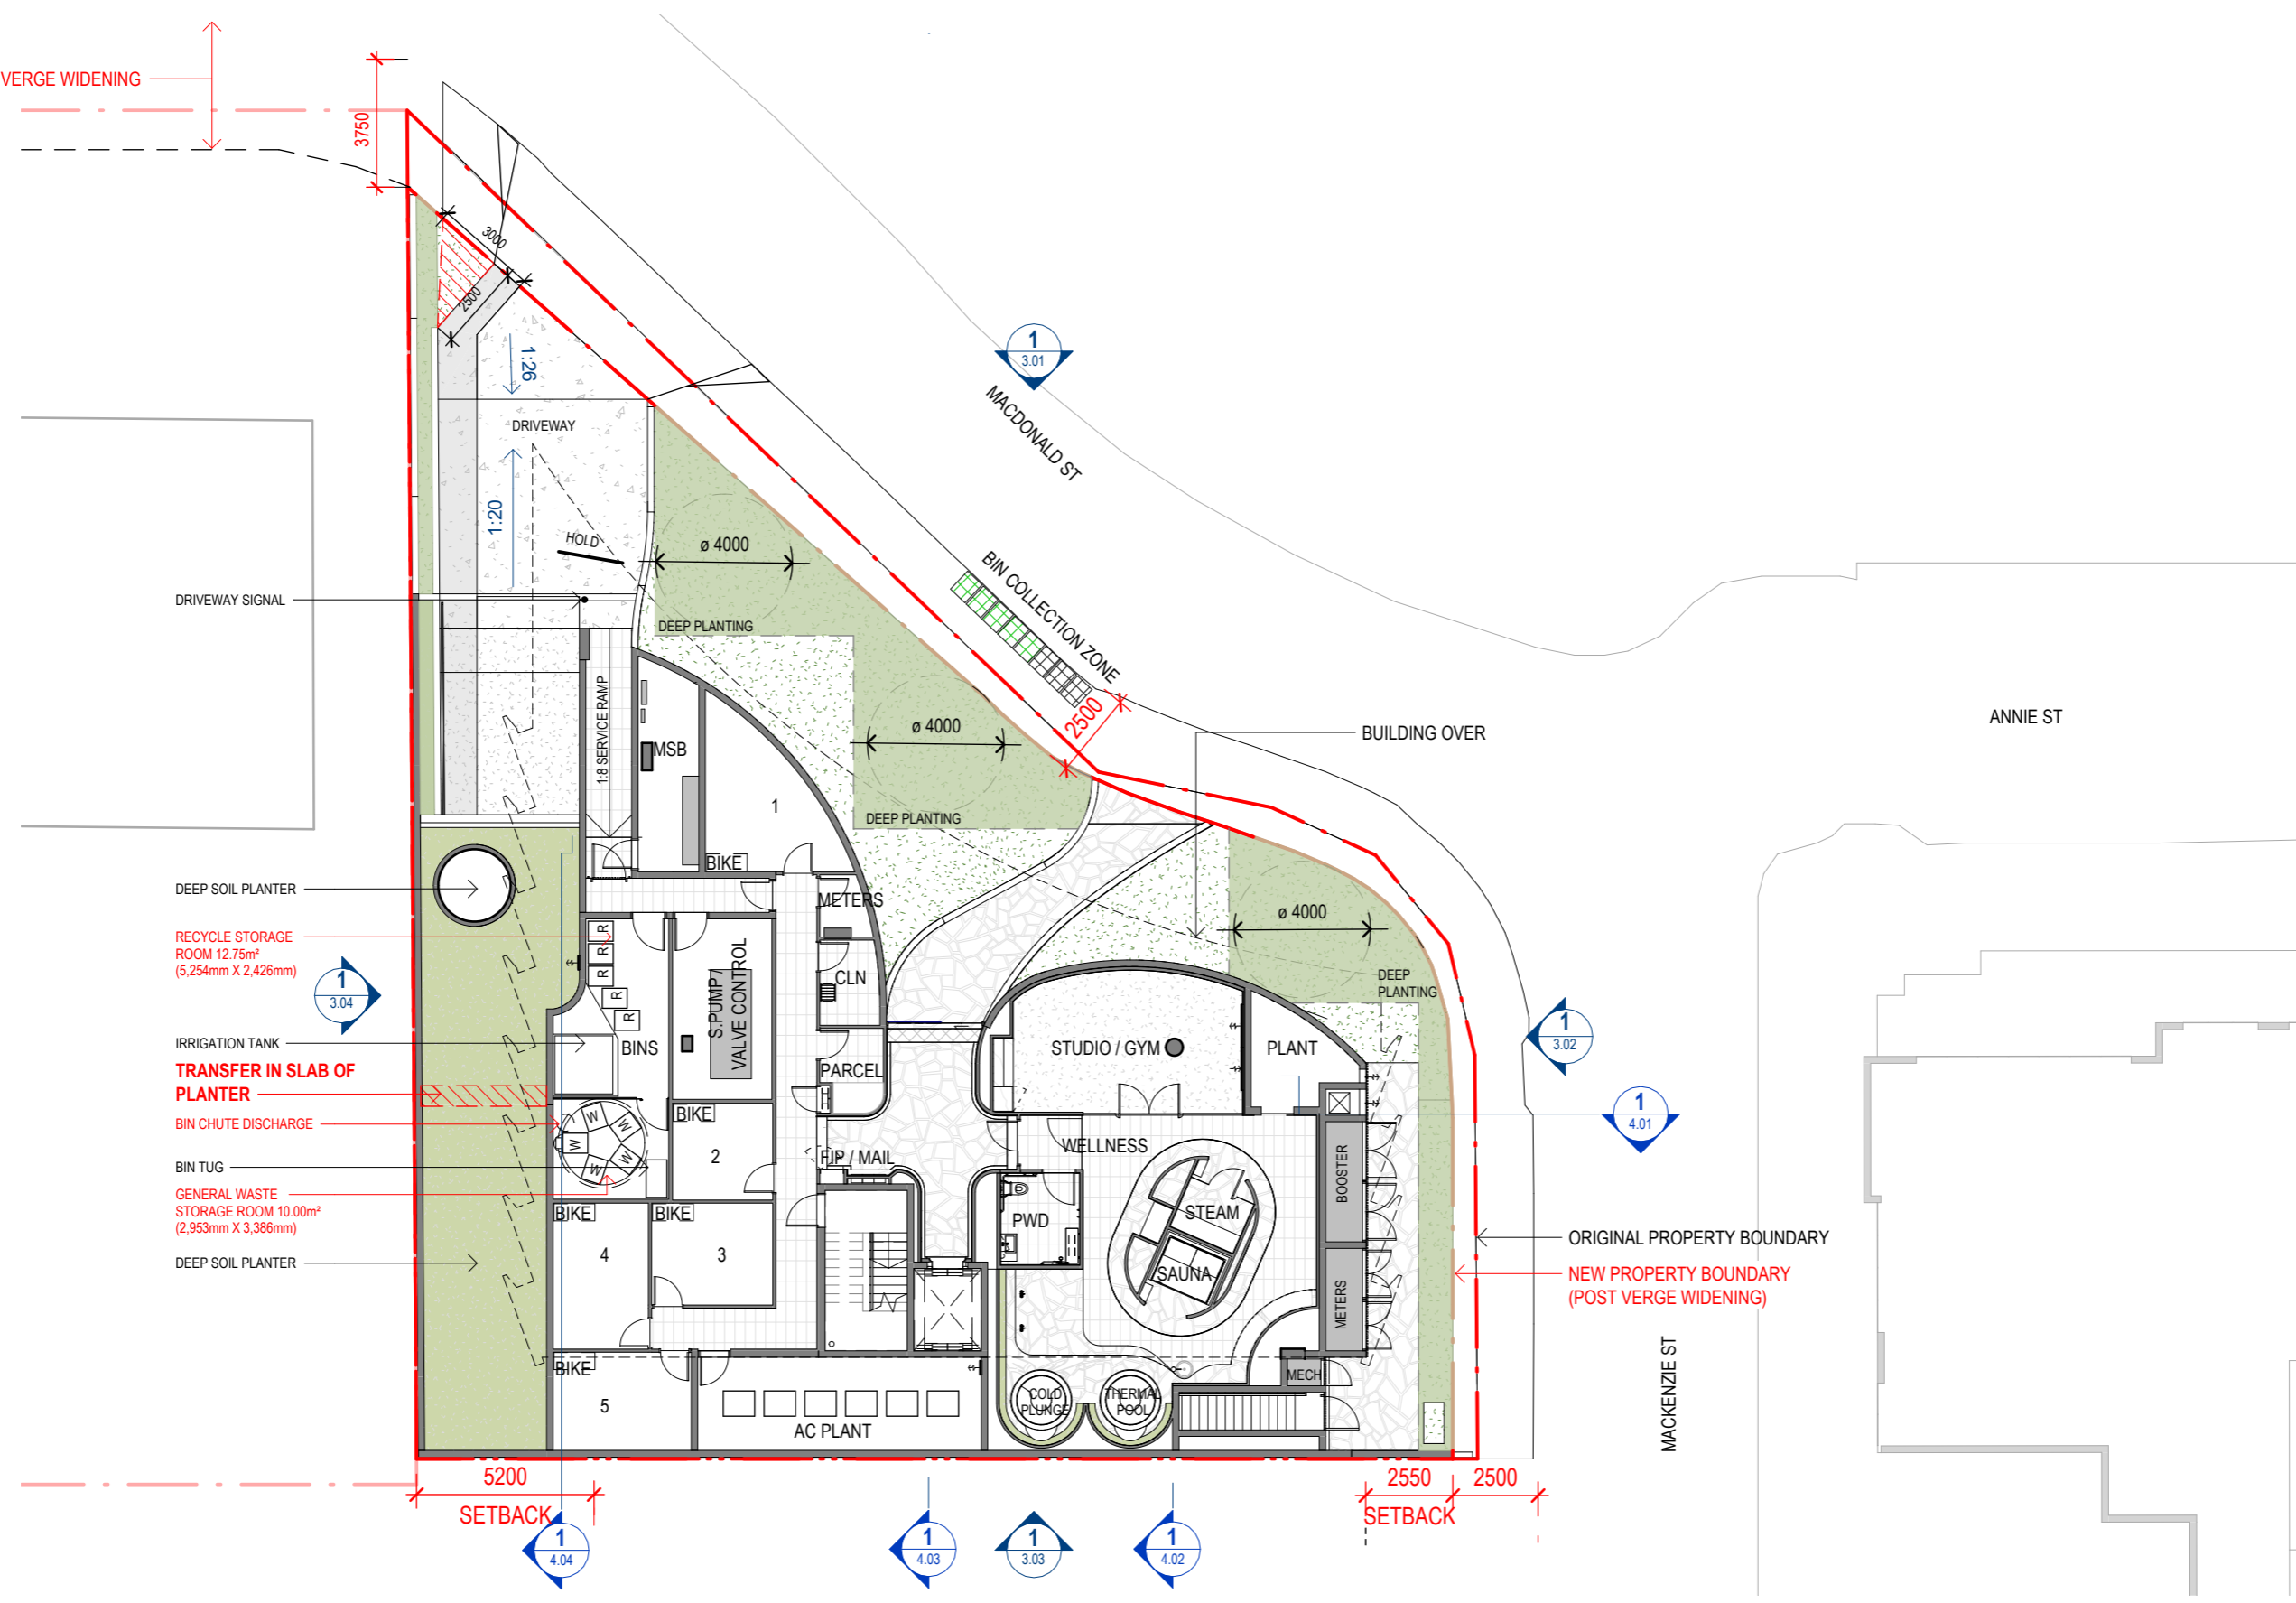 VERGE WIDENING
3750
3000
2500
1:26
DRIVEWAY
1:20
HOLD
1
3.01
MACDONALD ST
ø 4000
DEEP PLANTING
BIN COLLECTION ZONE
2500
DRIVEWAY SIGNAL
1:8 SERVICE RAMP
MSB
1
BIKE
ø 4000
DEEP PLANTING
BUILDING OVER
ANNIE ST
DEEP SOIL PLANTER
RECYCLE STORAGE
ROOM 12.75m²
(5,254mm X 2,426mm)
1
3.04
R
R
R
R
R
BINS
S.PUMP/
VALVE CONTROL
METERS
CLN
PARCEL
ø 4000
DEEP
PLANTING
IRRIGATION TANK
TRANSFER IN SLAB OF
PLANTER
BIN CHUTE DISCHARGE
BIN TUG
GENERAL WASTE
STORAGE ROOM 10.00m²
(2,953mm X 3,386mm)
DEEP SOIL PLANTER
STUDIO / GYM
PLANT
1
3.02
1
4.01
W
W
W
W
W
BIKE
2
FIP / MAIL
WELLNESS
BOOSTER
PWD
STEAM
SAUNA
METERS
BIKE
4
BIKE
3
ORIGINAL PROPERTY BOUNDARY
NEW PROPERTY BOUNDARY
(POST VERGE WIDENING)
MACKENZIE ST
BIKE
5
AC PLANT
COLD
PLUNGE
THERMAL
POOL
MECH
5200
SETBACK
2550
SETBACK
2500
1
4.04
1
4.03
1
3.03
1
4.02